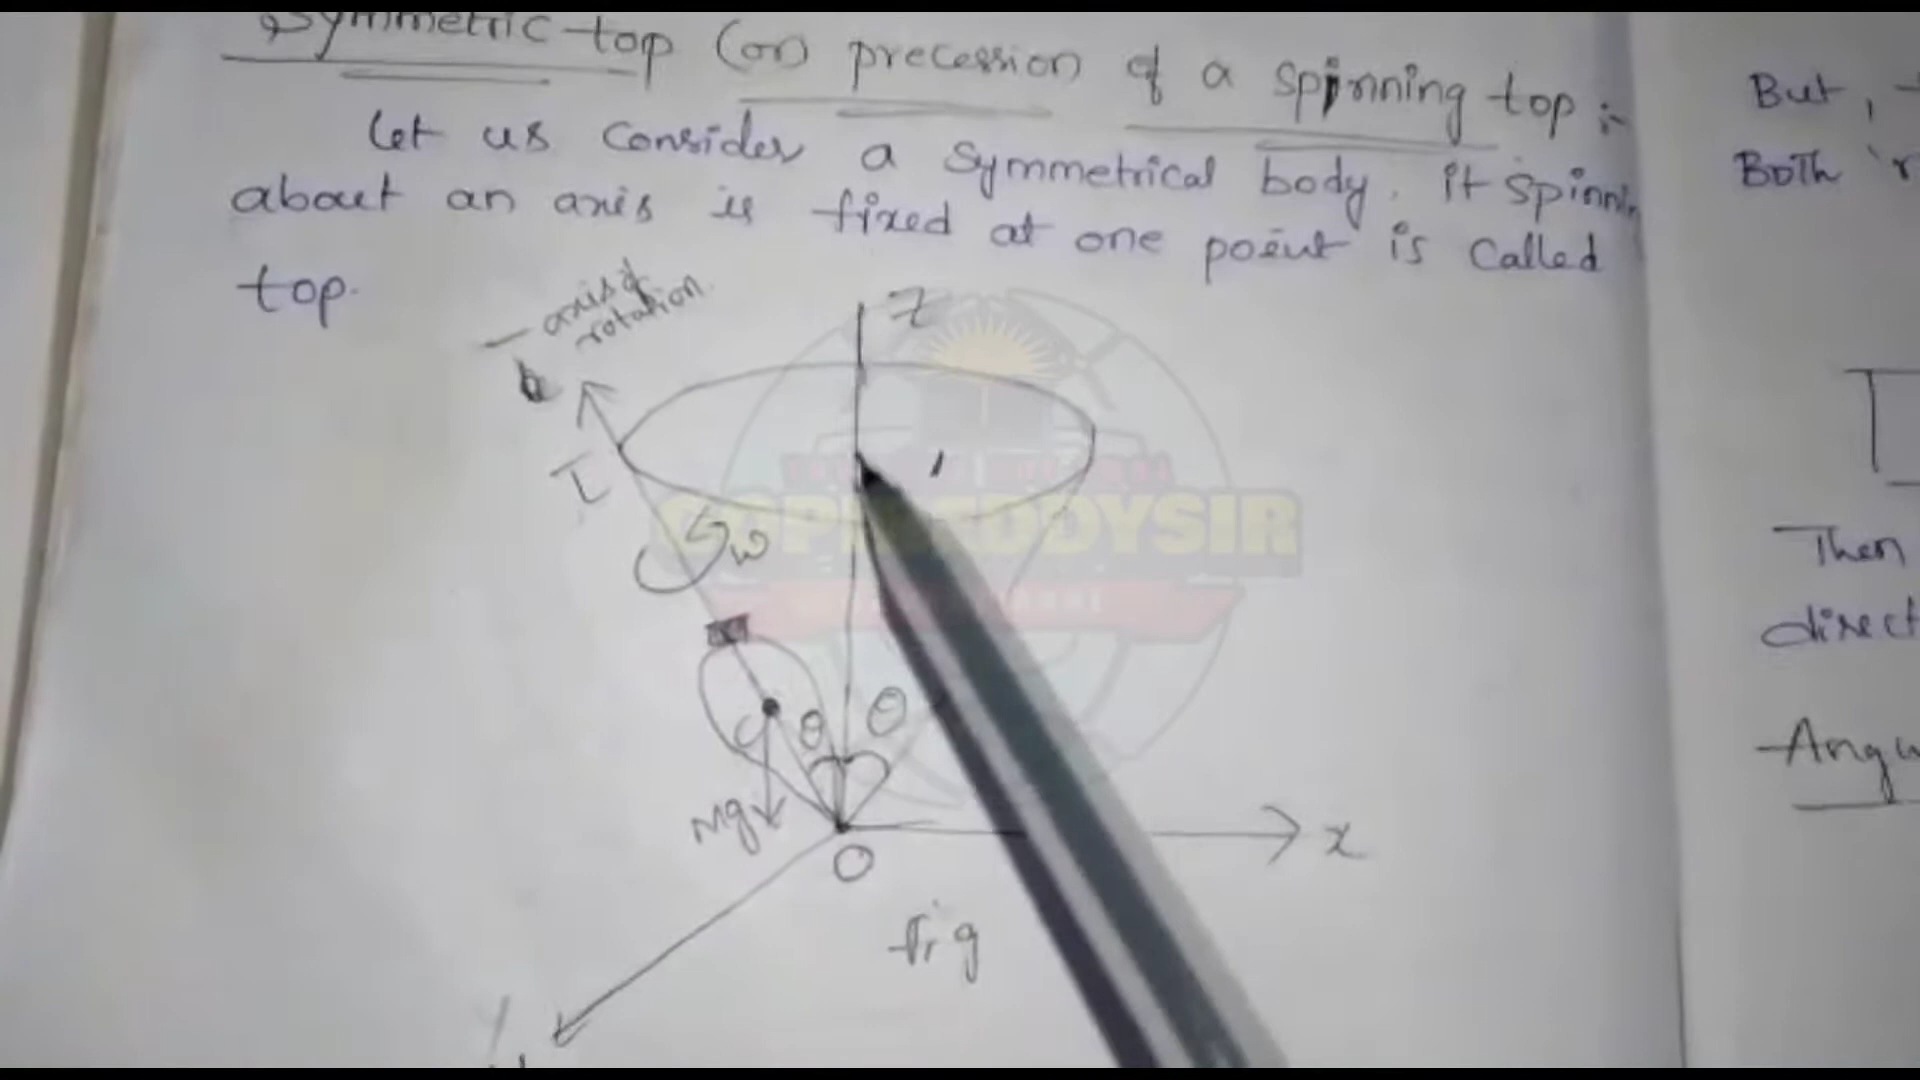 Symmetric top (or) precession of a spinning top :-
Let us Consider a Symmetrical body. it spinnin
about an axis is fixed at one point is called
top.
axis of
rotation
Z
L
ω
C
θ
θ
Mg
O
x
fig
But,
Both
Then
direct
Angu